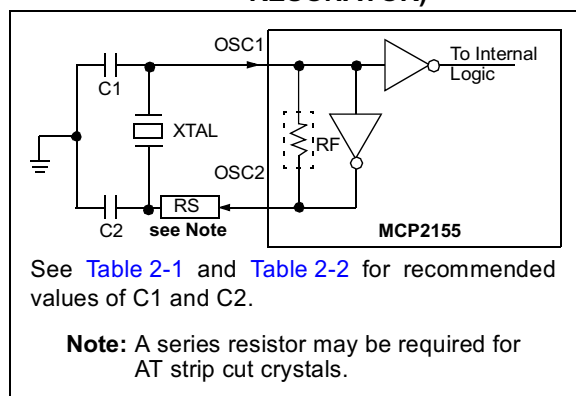 RESONATOR)
OSC1
To Internal
Logic
C1
XTAL
RF
OSC2
RS
C2
see Note
MCP2155
See Table 2-1 and Table 2-2 for recommended
values of C1 and C2.
Note: A series resistor may be required for
AT strip cut crystals.